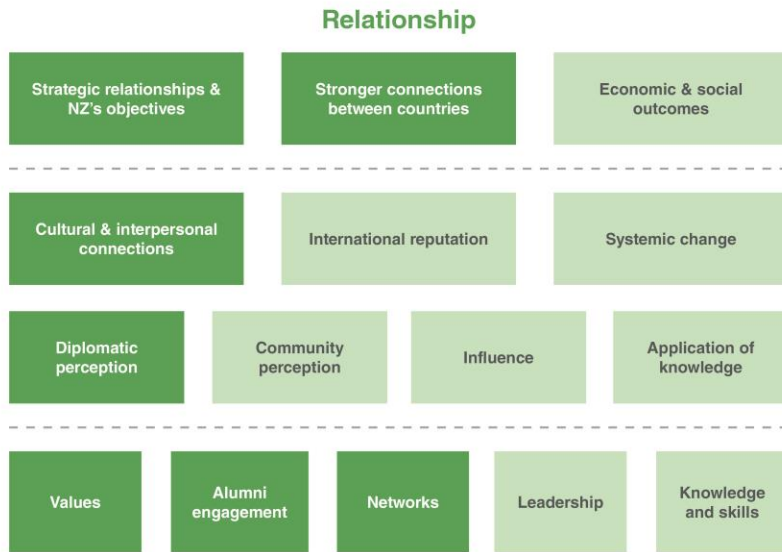 Relationship
Strategic relationships &
NZ's objectives
Stronger connections
between countries
Economic & social
outcomes
Cultural & interpersonal
connections
International reputation
Systemic change
Diplomatic
perception
Community
perception
Influence
Application of
knowledge
Values
Alumni
engagement
Networks
Leadership
Knowledge
and skills